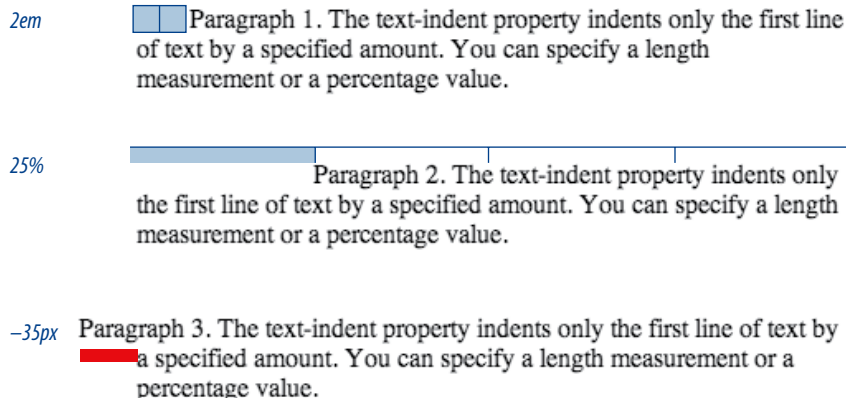 2em
Paragraph 1. The text-indent property indents only the first line
of text by a specified amount. You can specify a length
measurement or a percentage value.
25%
Paragraph 2. The text-indent property indents only
the first line of text by a specified amount. You can specify a length
measurement or a percentage value.
–35px
Paragraph 3. The text-indent property indents only the first line of text by
a specified amount. You can specify a length measurement or a
percentage value.